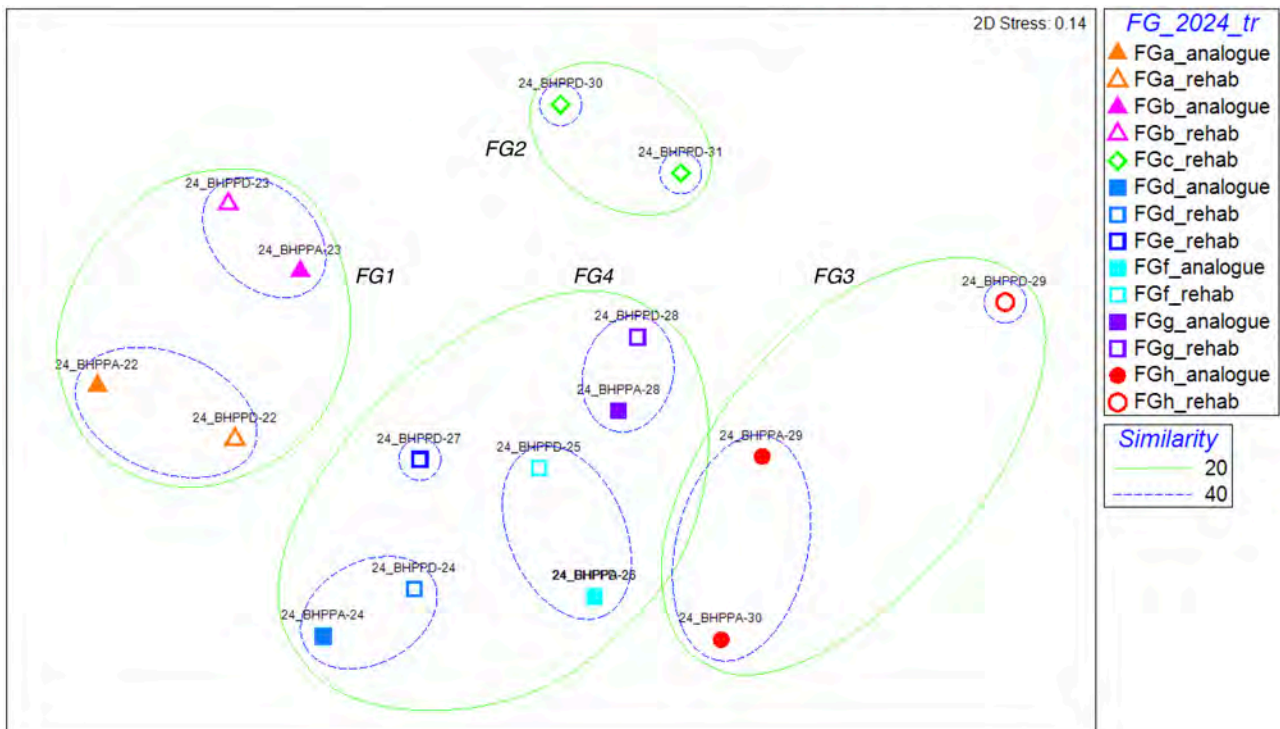 2D Stress: 0.14
24_BHPPD-30
FG2
24_BHPPD-31
24_BHPPD-23
24_BHPPA-23
FG1
FG4
FG3
24_BHPPD-29
24_BHPPD-28
24_BHPPA-22
24_BHPPA-28
24_BHPPD-22
24_BHPPD-27
24_BHPPD-25
24_BHPPA-29
24_BHPPD-24
24_BHPPA-24
24_BHPPA-30
FG_2024_tr
FGa_analogue
FGa_rehab
FGb_analogue
FGb_rehab
FGc_rehab
FGd_analogue
FGd_rehab
FGe_rehab
FGf_analogue
FGf_rehab
FGg_analogue
FGg_rehab
FGh_analogue
FGh_rehab
Similarity
20
40